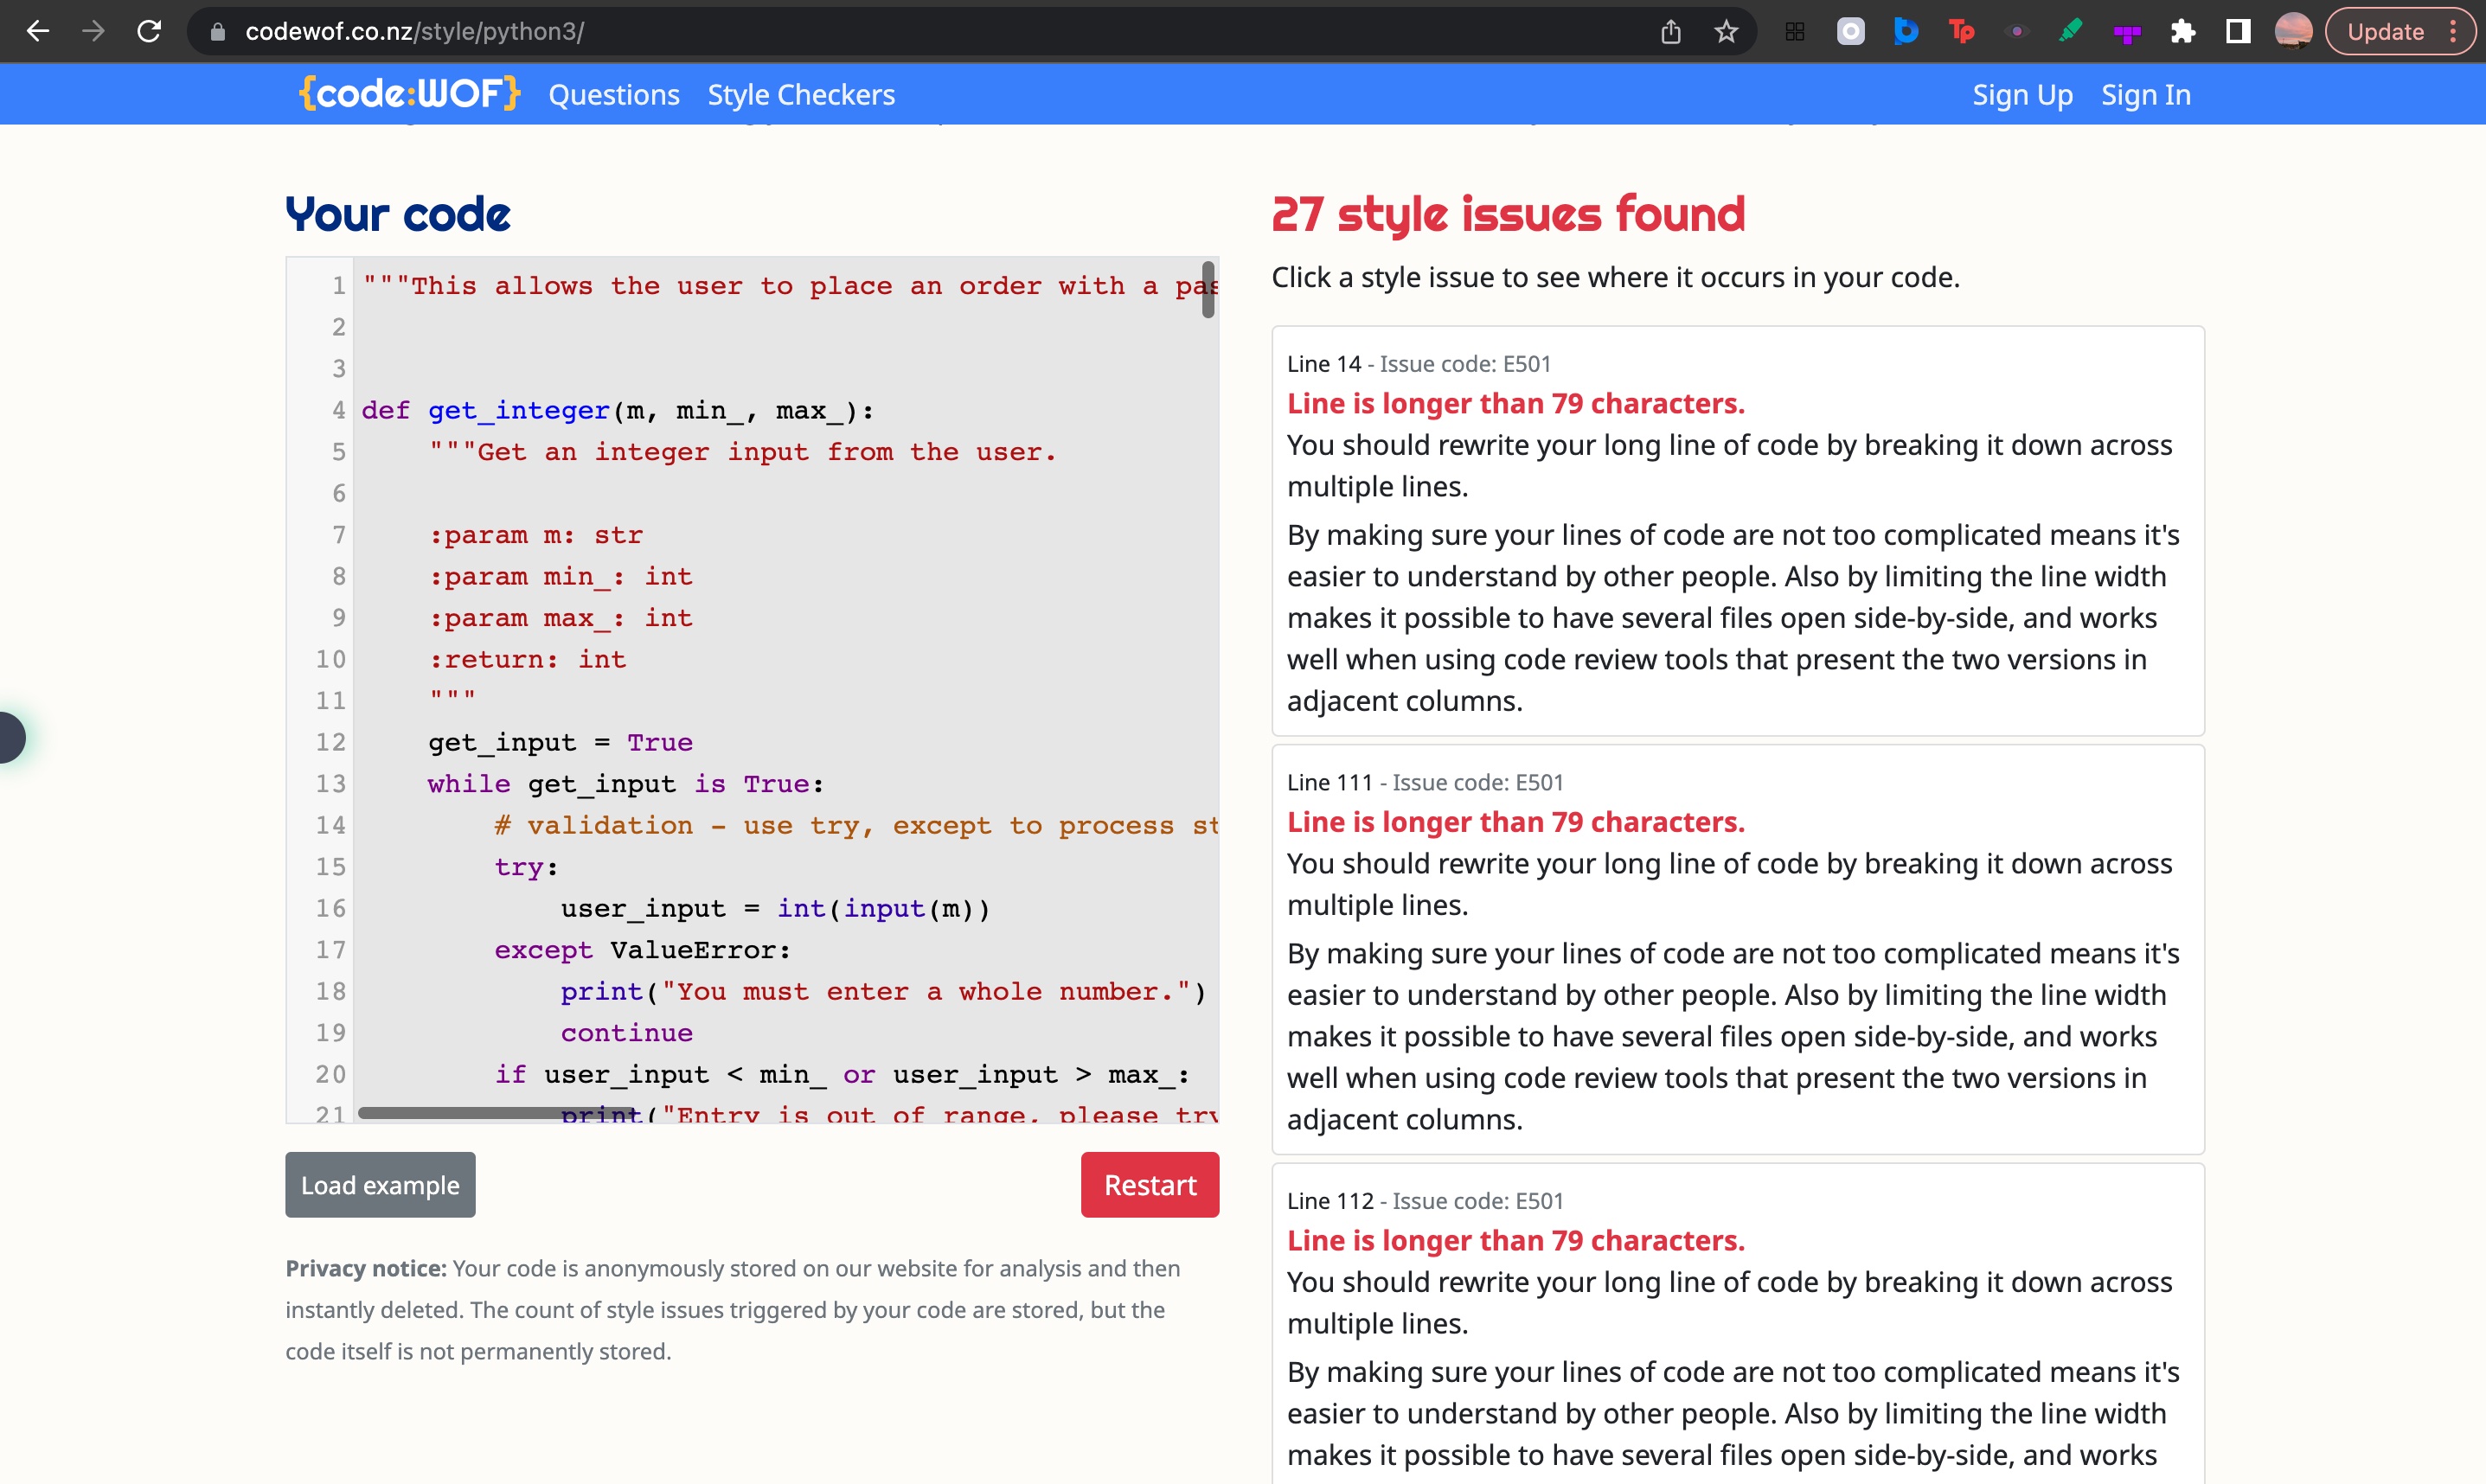 codewof.co.nz/style/python3/
Update
{code:WOF}
Questions
Style Checkers
Sign Up
Sign In
Your code
1 """This allows the user to place an order with a pas
2
3
4 def get_integer(m, min_, max_):
5 """Get an integer input from the user.
6
7 :param m: str
8 :param min_: int
9 :param max_: int
10 :return: int
11 """
12 get_input = True
13 while get_input is True:
14 # validation – use try, except to process st
15 try:
16 user_input = int(input(m))
17 except ValueError:
18 print("You must enter a whole number.")
19 continue
20 if user_input < min_ or user_input > max_:
21 print("Entry is out of range, please try
Load example
Restart
Privacy notice: Your code is anonymously stored on our website for analysis and then
instantly deleted. The count of style issues triggered by your code are stored, but the
code itself is not permanently stored.
27 style issues found
Click a style issue to see where it occurs in your code.
Line 14 - Issue code: E501
Line is longer than 79 characters.
You should rewrite your long line of code by breaking it down across
multiple lines.
By making sure your lines of code are not too complicated means it's
easier to understand by other people. Also by limiting the line width
makes it possible to have several files open side-by-side, and works
well when using code review tools that present the two versions in
adjacent columns.
Line 111 - Issue code: E501
Line is longer than 79 characters.
You should rewrite your long line of code by breaking it down across
multiple lines.
By making sure your lines of code are not too complicated means it's
easier to understand by other people. Also by limiting the line width
makes it possible to have several files open side-by-side, and works
well when using code review tools that present the two versions in
adjacent columns.
Line 112 - Issue code: E501
Line is longer than 79 characters.
You should rewrite your long line of code by breaking it down across
multiple lines.
By making sure your lines of code are not too complicated means it's
easier to understand by other people. Also by limiting the line width
makes it possible to have several files open side-by-side, and works